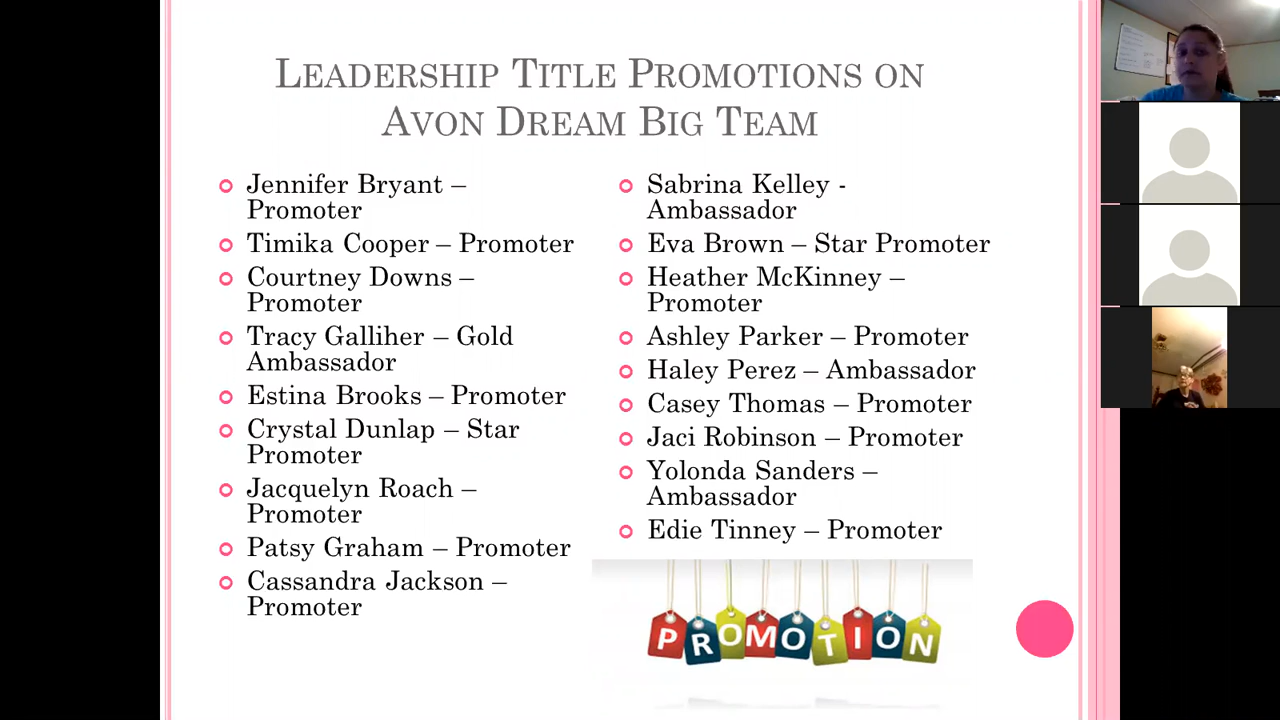 Leadership Title Promotions on
Avon Dream Big Team
Jennifer Bryant –
Promoter
Timika Cooper – Promoter
Courtney Downs –
Promoter
Tracy Galliher – Gold
Ambassador
Estina Brooks – Promoter
Crystal Dunlap – Star
Promoter
Jacquelyn Roach –
Promoter
Patsy Graham – Promoter
Cassandra Jackson –
Promoter
Sabrina Kelley -
Ambassador
Eva Brown – Star Promoter
Heather McKinney –
Promoter
Ashley Parker – Promoter
Haley Perez – Ambassador
Casey Thomas – Promoter
Jaci Robinson – Promoter
Yolonda Sanders –
Ambassador
Edie Tinney – Promoter
PROMOTION